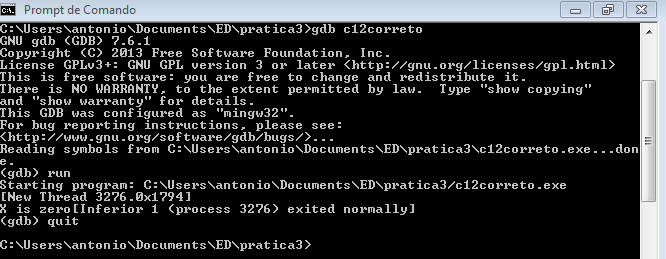 Prompt de Comando
C:\Users\antonio\Documents\ED\pratica3>gdb c12correto
GNU gdb (GDB) 7.6.1
Copyright (C) 2013 Free Software Foundation, Inc.
License GPLv3+: GNU GPL version 3 or later <http://gnu.org/licenses/gpl.html>
This is free software: you are free to change and redistribute it.
There is NO WARRANTY, to the extent permitted by law.  Type "show copying"
and "show warranty" for details.
This GDB was configured as "mingw32".
For bug reporting instructions, please see:
<http://www.gnu.org/software/gdb/bugs/>...
Reading symbols from C:\Users\antonio\Documents\ED\pratica3\c12correto.exe...don
e.
(gdb) run
Starting program: C:\Users\antonio\Documents\ED\pratica3/c12correto.exe
[New Thread 3276.0x1794]
X is zero[Inferior 1 (process 3276) exited normally]
(gdb) quit
C:\Users\antonio\Documents\ED\pratica3>